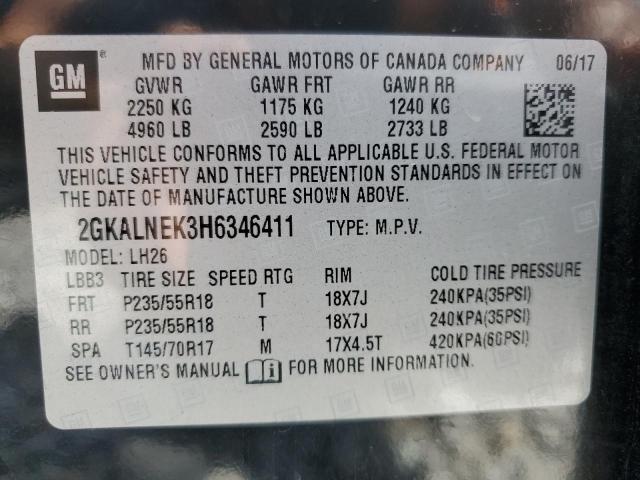 GM
MFD BY GENERAL MOTORS OF CANADA COMPANY 06/17
GVWR GAWR FRT GAWR RR
2250 KG 1175 KG 1240 KG
4960 LB 2590 LB 2733 LB
THIS VEHICLE CONFORMS TO ALL APPLICABLE U.S. FEDERAL MOTOR
VEHICLE SAFETY AND THEFT PREVENTION STANDARDS IN EFFECT ON
THE DATE OF MANUFACTURE SHOWN ABOVE.
2GKALNEK3H6346411 TYPE: M.P.V.
MODEL: LH26
LBB3 TIRE SIZE SPEED RTG RIM COLD TIRE PRESSURE
FRT P235/55R18 T 18X7J 240KPA(35PSI)
RR P235/55R18 T 18X7J 240KPA(35PSI)
SPA T145/70R17 M 17X4.5T 420KPA(60PSI)
SEE OWNER'S MANUAL FOR MORE INFORMATION.